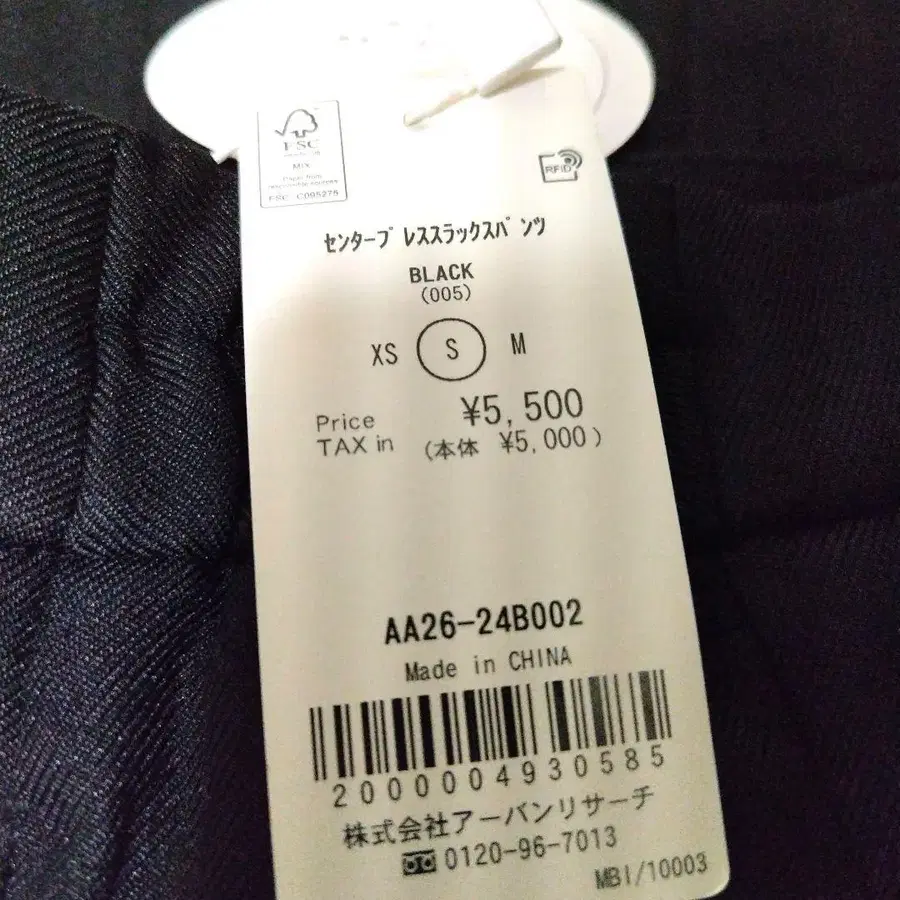 FSC
MIX
Paper from
responsible sources
FSC C095275
RFID
センタープレススラックスパンツ
BLACK
(005)
XS S M
Price ¥5,500
TAX in (本体 ¥5,000)
AA26-24B002
Made in CHINA
2000004930585
株式会社アーバンリサーチ
0120-96-7013
MBI/10003